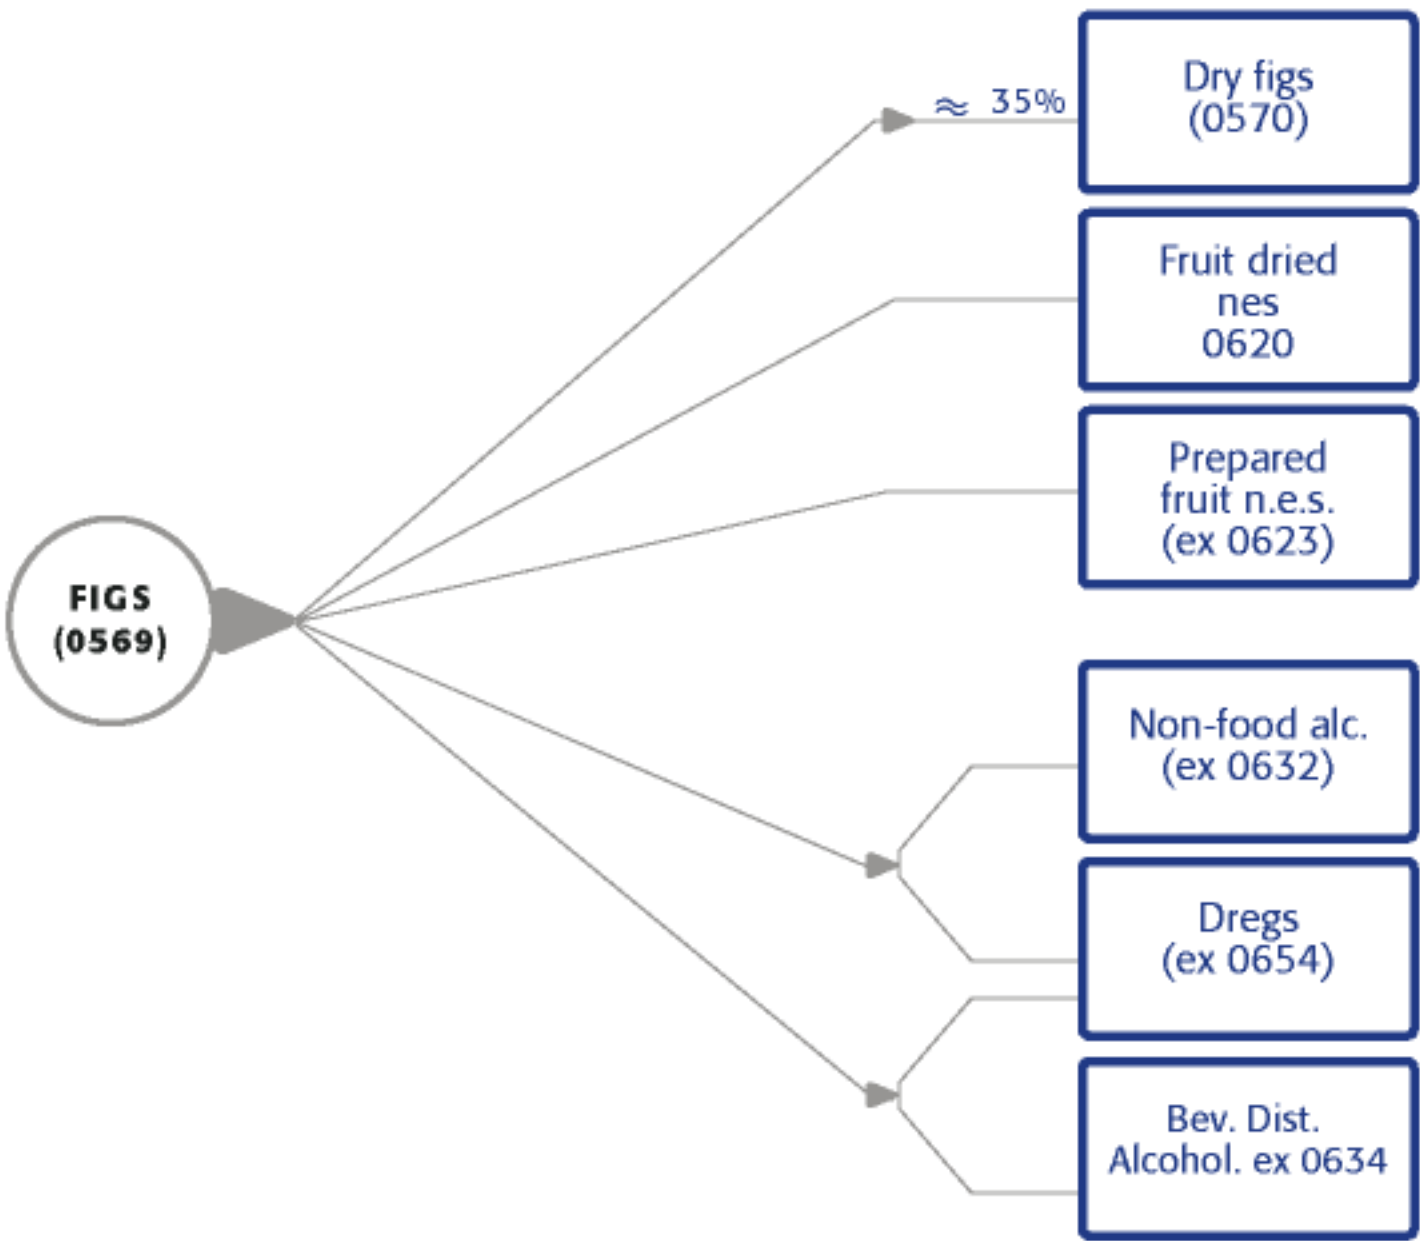 ≈ 35%
Dry figs
(0570)
Fruit dried
nes
0620
Prepared
fruit n.e.s.
(ex 0623)
FIGS
(0569)
Non-food alc.
(ex 0632)
Dregs
(ex 0654)
Bev. Dist.
Alcohol. ex 0634